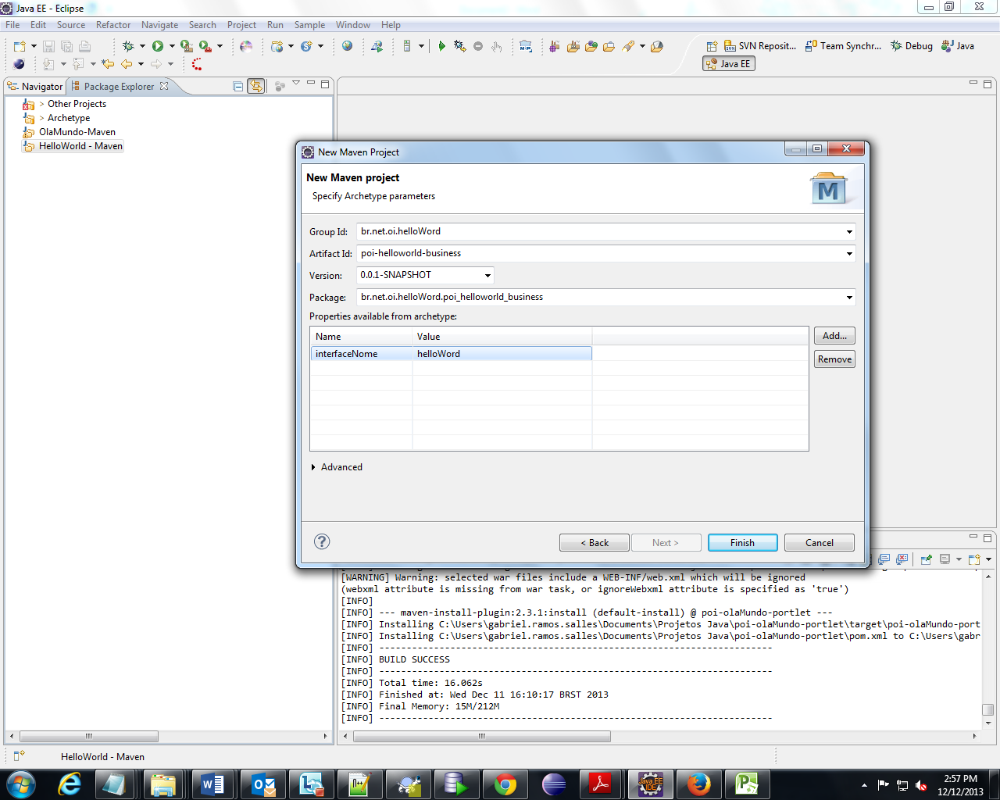 Java EE - Eclipse
File Edit Source Refactor Navigate Search Project Run Sample Window Help
SVN Reposit... Team Synchr... Debug Java
Java EE
Navigator Package Explorer
> Other Projects
> Archetype
OlaMundo-Maven
HelloWorld - Maven
New Maven Project
New Maven project
Specify Archetype parameters
Group Id: br.net.oi.helloWord
Artifact Id: poi-helloworld-business
Version: 0.0.1-SNAPSHOT
Package: br.net.oi.helloWord.poi_helloworld_business
Properties available from archetype:
Name Value
interfaceNome helloWord
Add...
Remove
Advanced
< Back Next > Finish Cancel
[WARNING] Warning: selected war files include a WEB-INF/web.xml which will be ignored
(webxml attribute is missing from war task, or ignoreWebxml attribute is specified as 'true')
[INFO]
[INFO] --- maven-install-plugin:2.3.1:install (default-install) @ poi-olaMundo-portlet ---
[INFO] Installing C:\Users\gabriel.ramos.salles\Documents\Projetos Java\poi-olaMundo-portlet\target\poi-olaMundo-port
[INFO] Installing C:\Users\gabriel.ramos.salles\Documents\Projetos Java\poi-olaMundo-portlet\pom.xml to C:\Users\gabr
[INFO] ------------------------------------------------------------------------
[INFO] BUILD SUCCESS
[INFO] ------------------------------------------------------------------------
[INFO] Total time: 16.062s
[INFO] Finished at: Wed Dec 11 16:10:17 BRST 2013
[INFO] Final Memory: 15M/212M
[INFO] ------------------------------------------------------------------------
HelloWorld - Maven
2:57 PM
12/12/2013